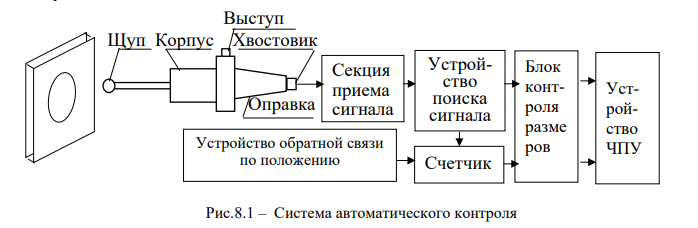 Выступ
Щуп Корпус Хвостовик
Оправка
Секция
приема
сигнала
Устрой-
ство
поиска
сигнала
Блок
конт-
роля
разме
ров
Уст-
рой-
ство
ЧПУ
Устройство обратной связи
по положению
Счетчик
Рис.8.1 – Система автоматического контроля